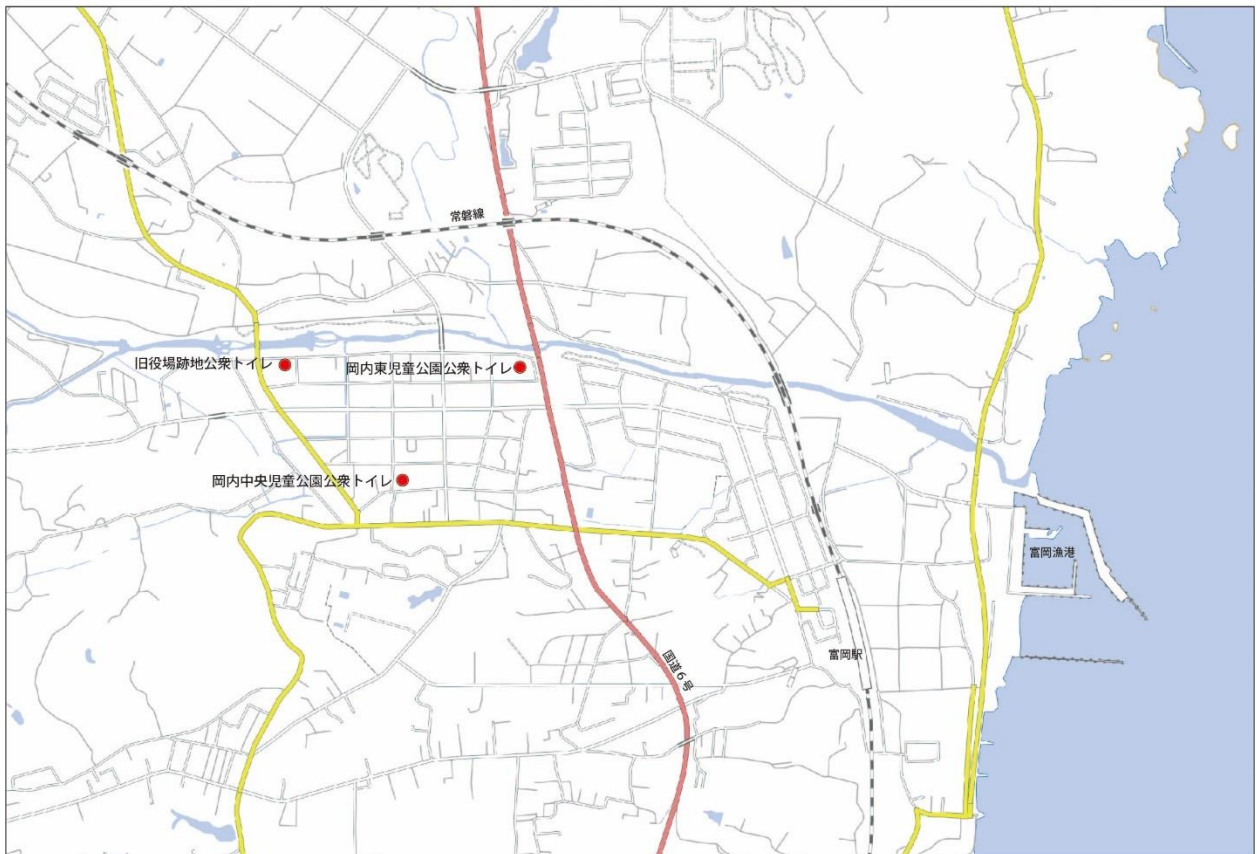 常磐線
旧役場跡地公衆トイレ
岡内東児童公園公衆トイレ
岡内中央児童公園公衆トイレ
富岡漁港
富岡駅
国道6号